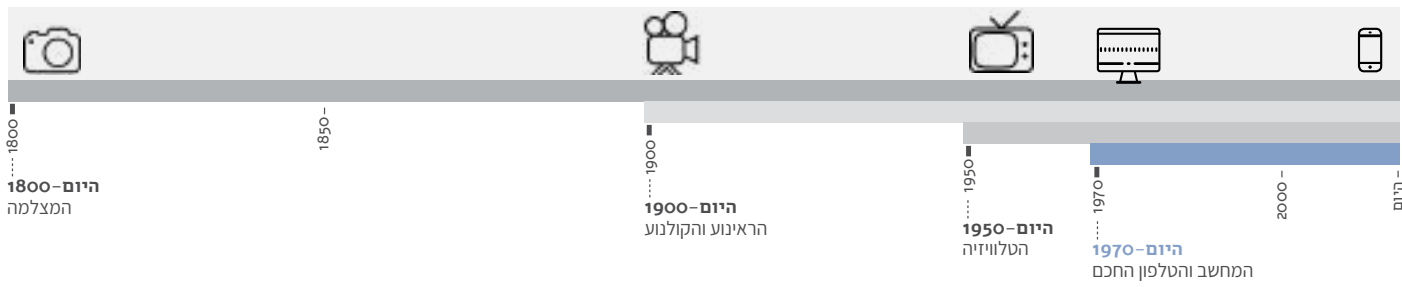 1800
1850
1900
1950
1970
2000
היום
1800-היום
המצלמה
1900-היום
הראינוע והקולנוע
1950-היום
הטלוויזיה
1970-היום
המחשב והטלפון החכם